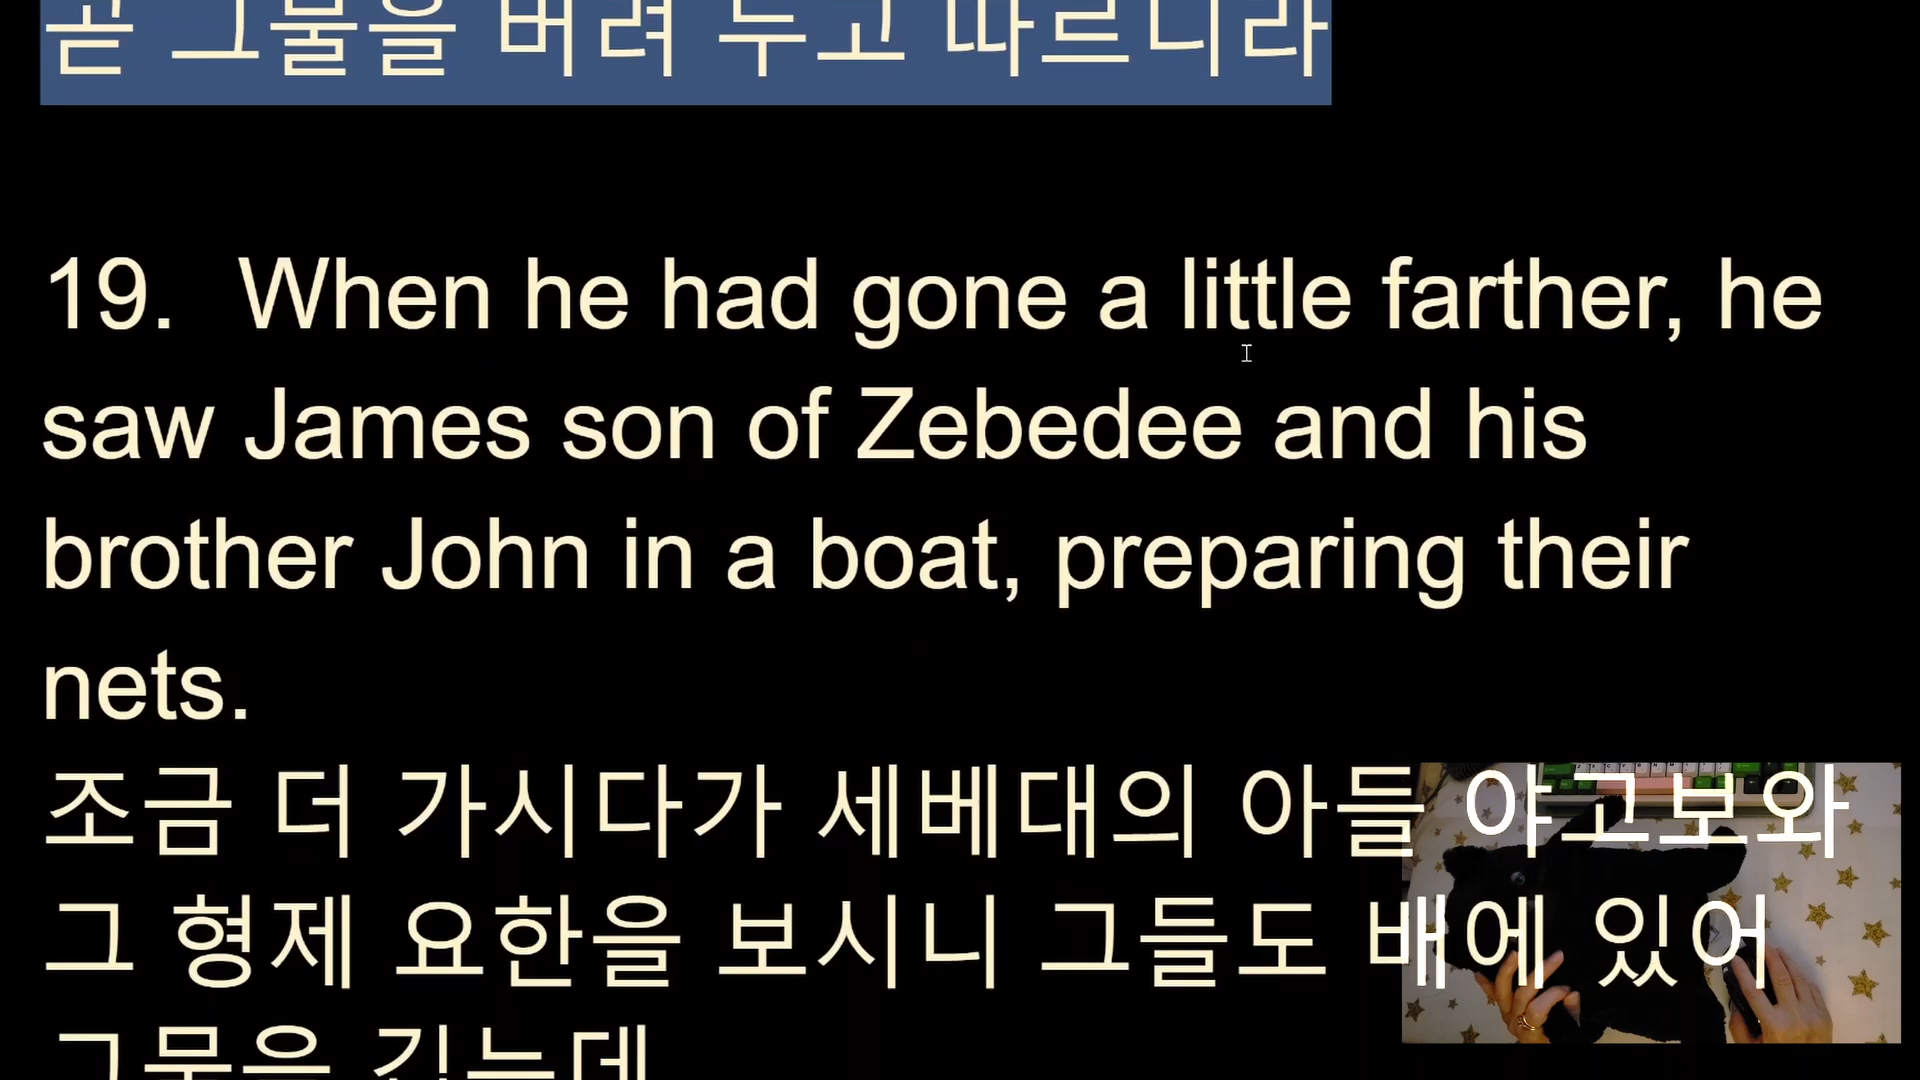 곧 그물을 버려 두고 따르니라
19. When he had gone a little farther, he
saw James son of Zebedee and his
brother John in a boat, preparing their
nets.
조금 더 가시다가 세베대의 아들 야고보와
그 형제 요한을 보시니 그들도 배에 있어
그물을 깁는데